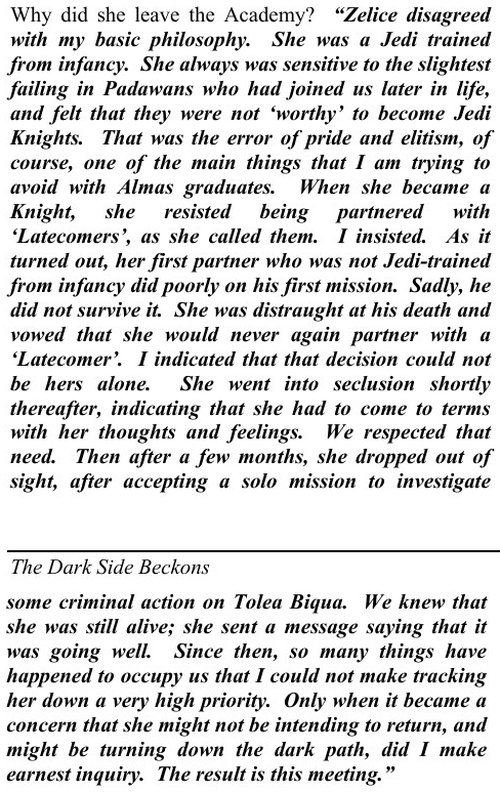 Why did she leave the Academy? “Zelice disagreed
with my basic philosophy. She was a Jedi trained
from infancy. She always was sensitive to the slightest
failing in Padawans who had joined us later in life,
and felt that they were not ‘worthy’ to become Jedi
Knights. That was the error of pride and elitism, of
course, one of the main things that I am trying to
avoid with Almas graduates. When she became a
Knight, she resisted being partnered with
‘Latecomers’, as she called them. I insisted. As it
turned out, her first partner who was not Jedi-trained
from infancy did poorly on his first mission. Sadly, he
did not survive it. She was distraught at his death and
vowed that she would never again partner with a
‘Latecomer’. I indicated that that decision could not
be hers alone. She went into seclusion shortly
thereafter, indicating that she had to come to terms
with her thoughts and feelings. We respected that
need. Then after a few months, she dropped out of
sight, after accepting a solo mission to investigate
The Dark Side Beckons
some criminal action on Tolea Biqua. We knew that
she was still alive; she sent a message saying that it
was going well. Since then, so many things have
happened to occupy us that I could not make tracking
her down a very high priority. Only when it became a
concern that she might not be intending to return, and
might be turning down the dark path, did I make
earnest inquiry. The result is this meeting.”